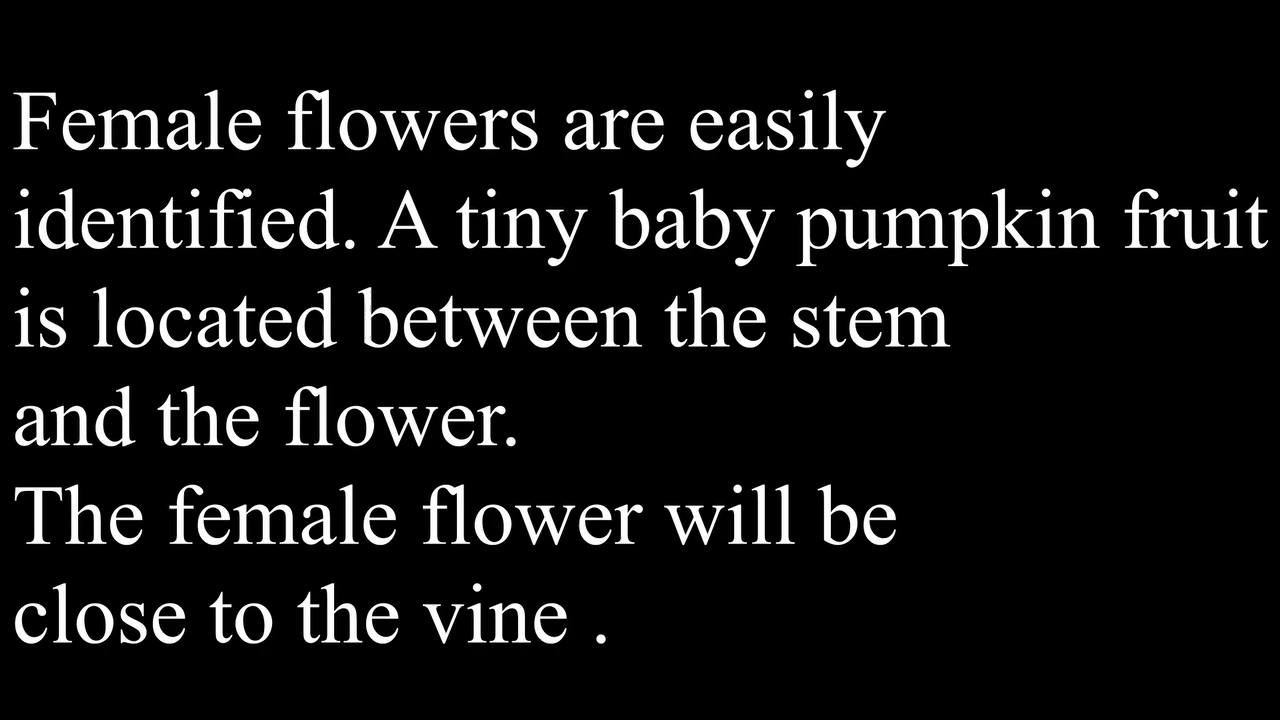 Female flowers are easily
identified. A tiny baby pumpkin fruit
is located between the stem
and the flower.
The female flower will be
close to the vine .